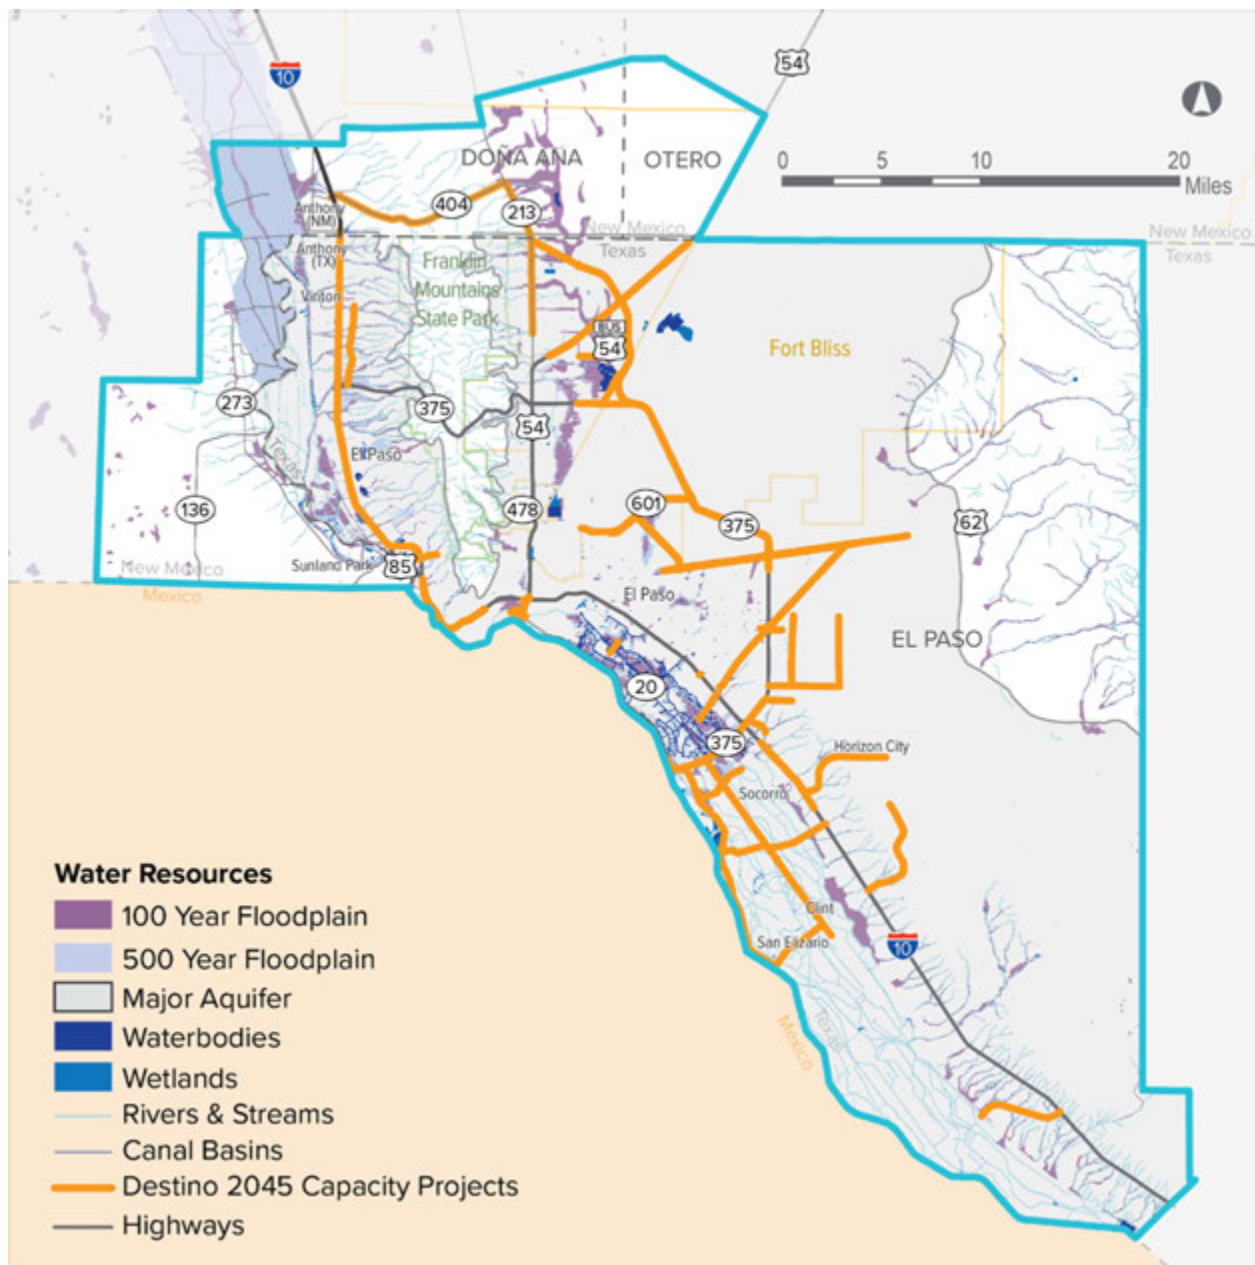 54
10
0
5
10
20
Miles
DOÑA ANA
OTERO
404
213
Anthony
(NM)
New Mexico
Texas
New Mexico
Texas
Anthony
(TX)
Vinton
Franklin
Mountains
State Park
BUS
54
Fort Bliss
273
375
54
Texas
El Paso
136
478
601
375
62
New Mexico
Mexico
Sunland Park
85
El Paso
EL PASO
20
375
Horizon City
Socorro
Clint
San Elizario
10
Mexico
Texas
Water Resources
100 Year Floodplain
500 Year Floodplain
Major Aquifer
Waterbodies
Wetlands
Rivers & Streams
Canal Basins
Destino 2045 Capacity Projects
Highways